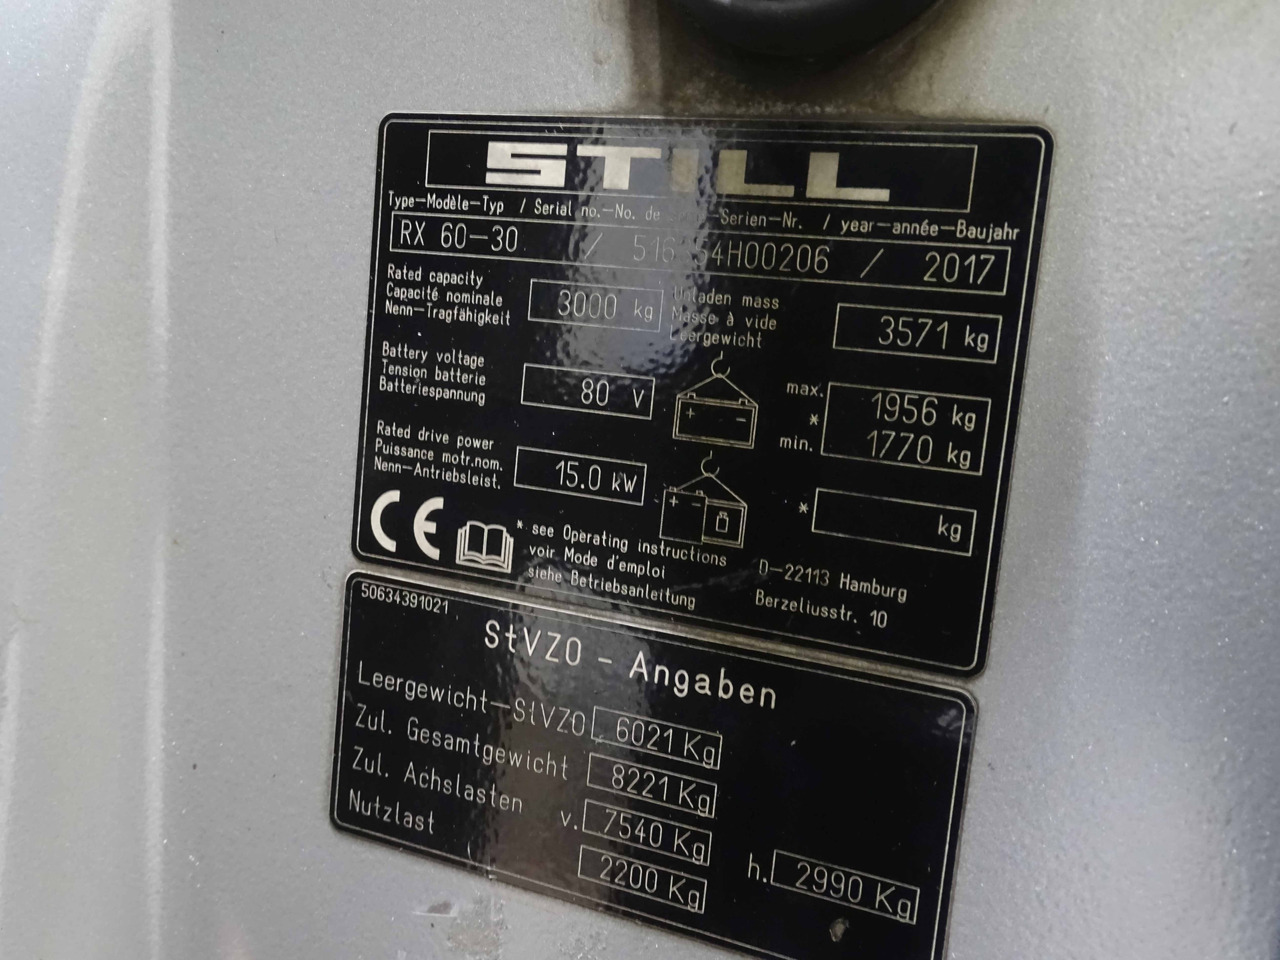 STILL
Type-Modèle-Typ / Serial no.-No. de Serien-Nr. / year-année-Baujahr
RX 60-30 / 2017
Rated capacity
Capacité nominale
Nenn-Tragfähigkeit
3000 kg
Unladen mass
Masse à vide
Leergewicht
3571 kg
Battery voltage
Tension batterie
Batteriespannung
80 V
+ -
max. 1956 kg
*
min. 1770 kg
Rated drive power
Puissance motr.nom.
Nenn-Antriebsleist.
15.0 kW
+ -
* kg
CE
* see Operating instructions
voir Mode d'emploi
siehe Betriebsanleitung
D-22113 Hamburg
Berzeliusstr. 10
50634391021
StVZO - Angaben
Leergewicht-StVZO 6021 Kg
Zul. Gesamtgewicht 8221 Kg
Zul. Achslasten v. 7540 Kg h. 2990 Kg
Nutzlast 2200 Kg